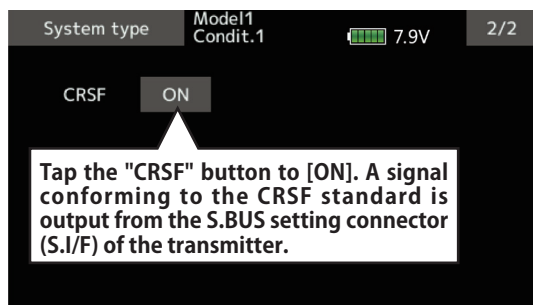 System type
Model1
Condit.1
7.9V
2/2
CRSF ON
Tap the "CRSF" button to [ON]. A signal
conforming to the CRSF standard is
output from the S.BUS setting connector
(S.I/F) of the transmitter.